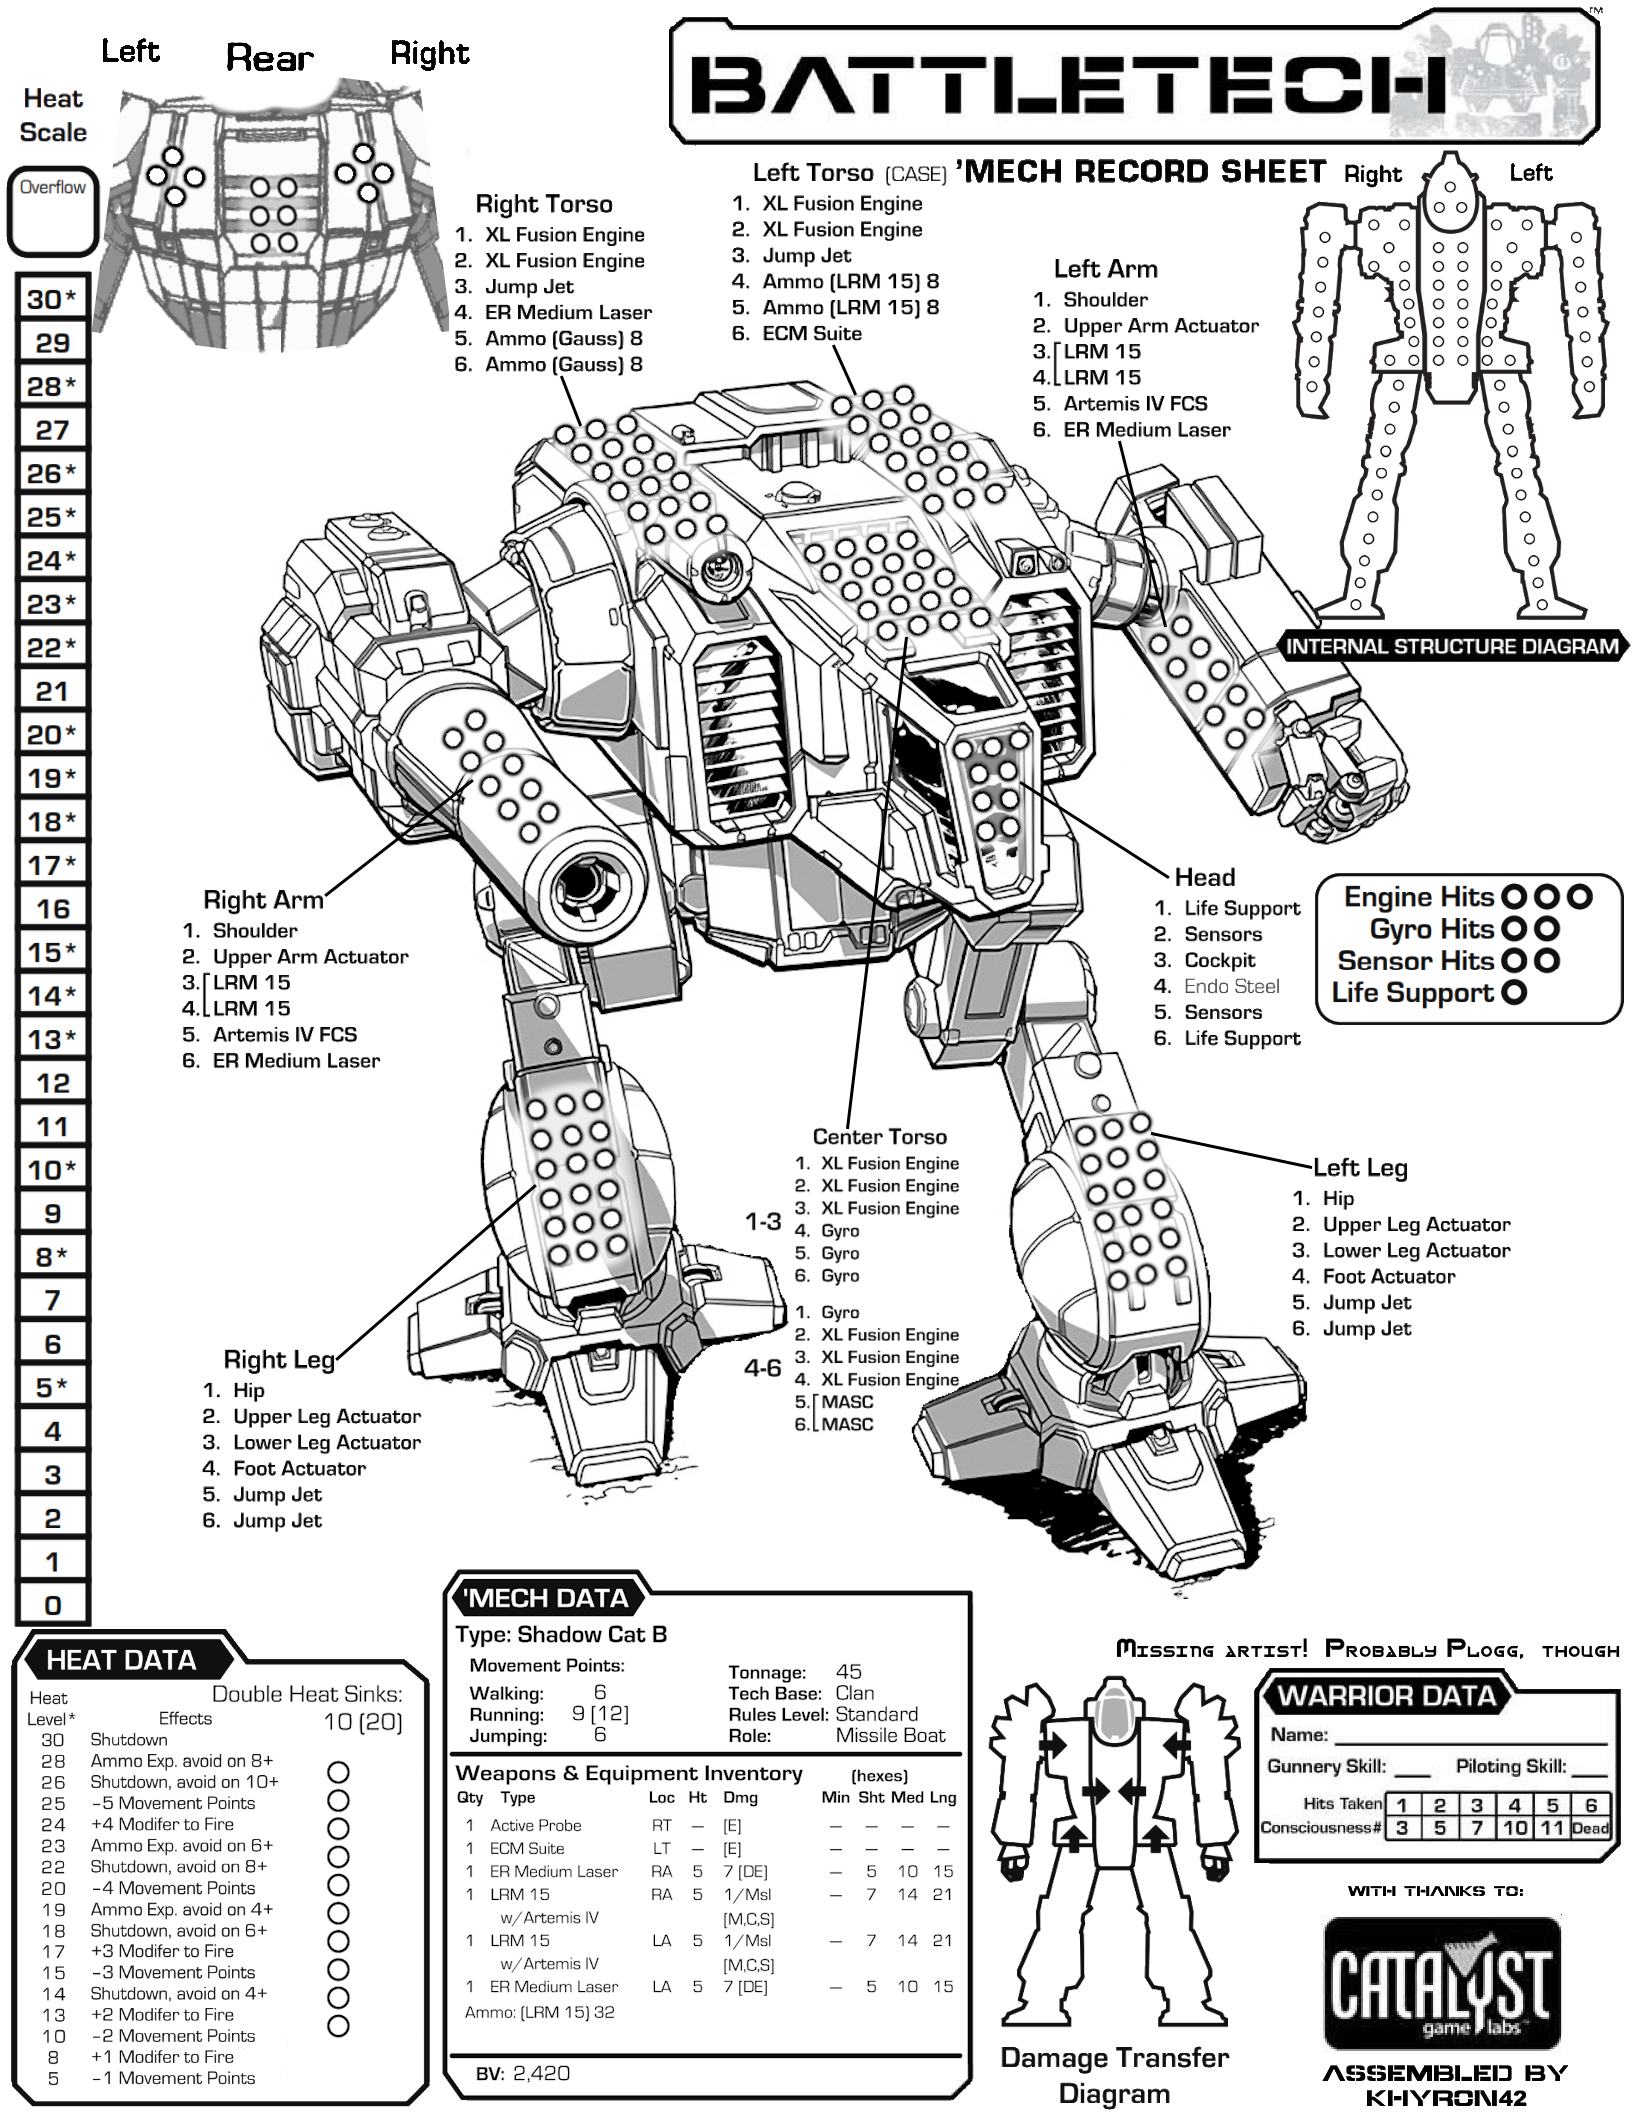 Left Rear Right
BATTLETECH™
'MECH RECORD SHEET
Heat
Scale
Overflow
30*
29
28*
27
26*
25*
24*
23*
22*
21
20*
19*
18*
17*
16
15*
14*
13*
12
11
10*
9
8*
7
6
5*
4
3
2
1
0
Right Torso
1. XL Fusion Engine
2. XL Fusion Engine
3. Jump Jet
4. ER Medium Laser
5. Ammo (Gauss) 8
6. Ammo (Gauss) 8
Left Torso (CASE)
1. XL Fusion Engine
2. XL Fusion Engine
3. Jump Jet
4. Ammo (LRM 15) 8
5. Ammo (LRM 15) 8
6. ECM Suite
Left Arm
1. Shoulder
2. Upper Arm Actuator
3. LRM 15
4. LRM 15
5. Artemis IV FCS
6. ER Medium Laser
Right Left
INTERNAL STRUCTURE DIAGRAM
Right Arm
1. Shoulder
2. Upper Arm Actuator
3. LRM 15
4. LRM 15
5. Artemis IV FCS
6. ER Medium Laser
Head
1. Life Support
2. Sensors
3. Cockpit
4. Endo Steel
5. Sensors
6. Life Support
Engine Hits
Gyro Hits
Sensor Hits
Life Support
Center Torso
1-3
1. XL Fusion Engine
2. XL Fusion Engine
3. XL Fusion Engine
4. Gyro
5. Gyro
6. Gyro
4-6
1. Gyro
2. XL Fusion Engine
3. XL Fusion Engine
4. XL Fusion Engine
5. MASC
6. MASC
Left Leg
1. Hip
2. Upper Leg Actuator
3. Lower Leg Actuator
4. Foot Actuator
5. Jump Jet
6. Jump Jet
Right Leg
1. Hip
2. Upper Leg Actuator
3. Lower Leg Actuator
4. Foot Actuator
5. Jump Jet
6. Jump Jet
HEAT DATA
Heat
Level* Effects
Double Heat Sinks:
10 (20)
30 Shutdown
28 Ammo Exp. avoid on 8+
26 Shutdown, avoid on 10+
25 -5 Movement Points
24 +4 Modifer to Fire
23 Ammo Exp. avoid on 6+
22 Shutdown, avoid on 8+
20 -4 Movement Points
19 Ammo Exp. avoid on 4+
18 Shutdown, avoid on 6+
17 +3 Modifer to Fire
15 -3 Movement Points
14 Shutdown, avoid on 4+
13 +2 Modifer to Fire
10 -2 Movement Points
8 +1 Modifer to Fire
5 -1 Movement Points
'MECH DATA
Type: Shadow Cat B
Movement Points:
Walking: 6
Running: 9 [12]
Jumping: 6
Tonnage: 45
Tech Base: Clan
Rules Level: Standard
Role: Missile Boat
Weapons & Equipment Inventory (hexes)
Qty Type Loc Ht Dmg Min Sht Med Lng
1 Active Probe RT — [E] — — — —
1 ECM Suite LT — [E] — — — —
1 ER Medium Laser RA 5 7 [DE] — 5 10 15
1 LRM 15 RA 5 1/Msl — 7 14 21
w/Artemis IV [M,C,S]
1 LRM 15 LA 5 1/Msl — 7 14 21
w/Artemis IV [M,C,S]
1 ER Medium Laser LA 5 7 [DE] — 5 10 15
Ammo: (LRM 15) 32
BV: 2,420
Damage Transfer
Diagram
Missing artist! Probably Plogg, though
WARRIOR DATA
Name:
Gunnery Skill: Piloting Skill:
Hits Taken 1 2 3 4 5 6
Consciousness# 3 5 7 10 11 Dead
WITH THANKS TO:
CATALYST
game labs™
ASSEMBLED BY
KHYRON42